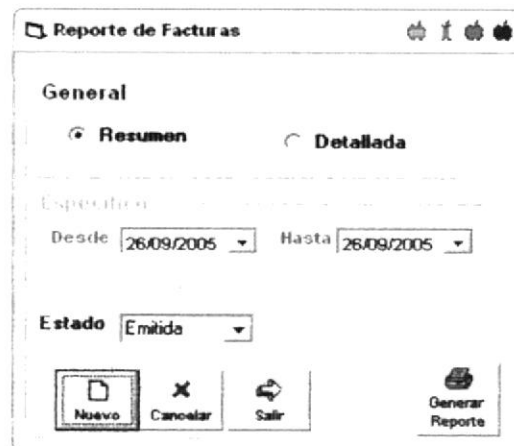 Reporte de Facturas
General
Resumen Detallada
Especifico
Desde 26/09/2005 Hasta 26/09/2005
Estado Emitida
Nuevo Cancelar Salir Generar Reporte